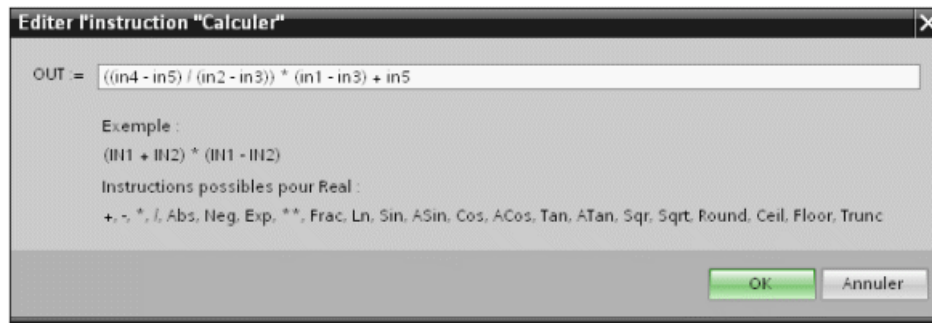 Editer l'instruction "Calculer"
OUT := ((in4 - in5) / (in2 - in3)) * (in1 - in3) + in5
Exemple :
(IN1 + IN2) * (IN1 - IN2)
Instructions possibles pour Real :
+, -, *, /, Abs, Neg, Exp, **, Frac, Ln, Sin, ASin, Cos, ACos, Tan, ATan, Sqr, Sqrt, Round, Ceil, Floor, Trunc
OK Annuler